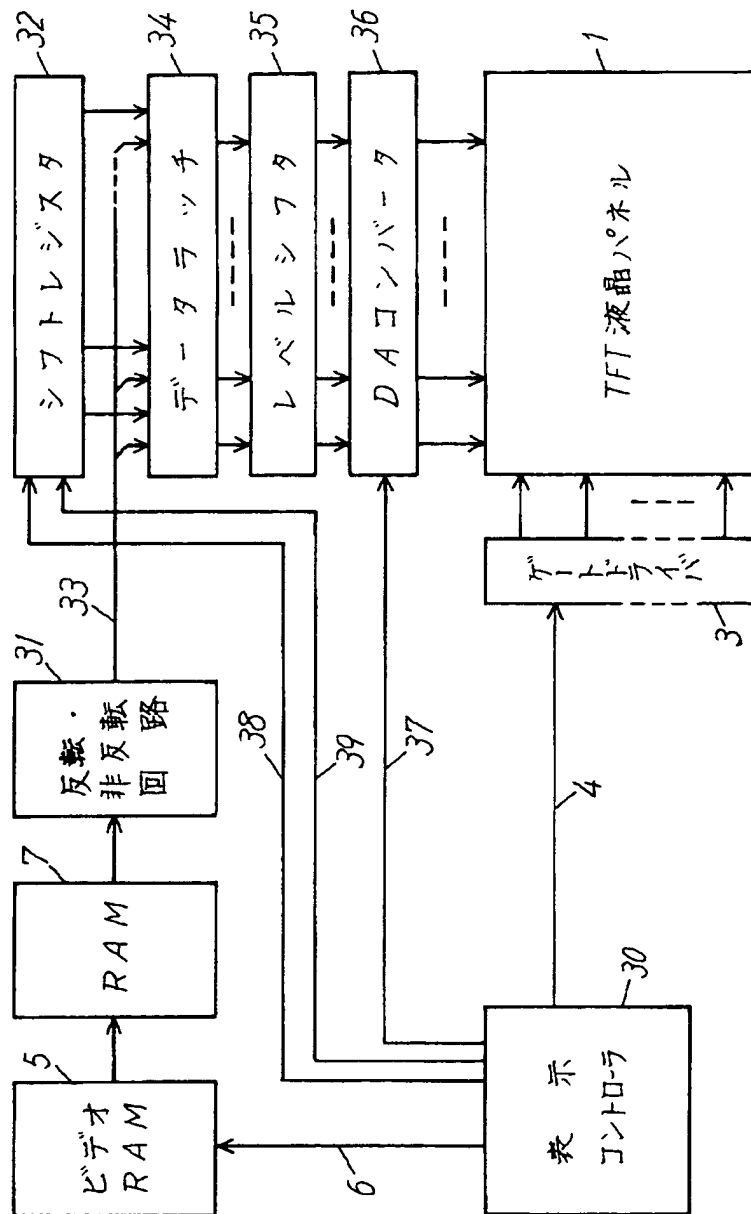 32
シフトレジスタ
34
データラッチ
35
レベルシフタ
36
DAコンバータ
1
TFT液晶パネル
33
31
反転・
非反転
回路
7
RAM
5
ビデオ
RAM
38
39
37
ゲートドライバ
3
4
6
30
表示
コントローラ